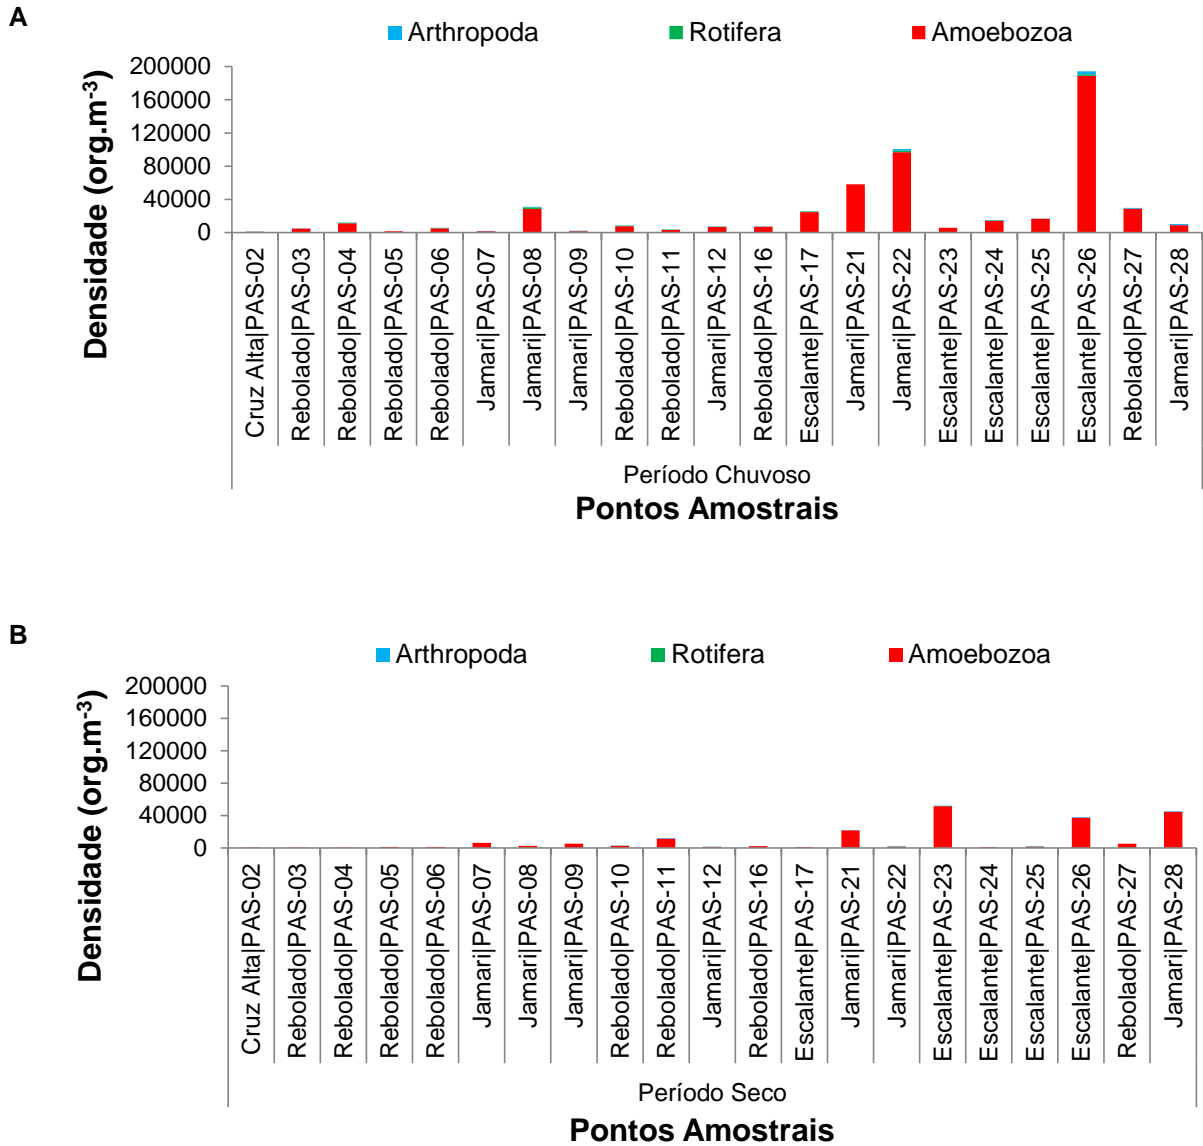 A
Arthropoda Rotifera Amoebozoa
Densidade (org.m-3)
200000
160000
120000
80000
40000
0
Cruz Alta|PAS-02
Rebolado|PAS-03
Rebolado|PAS-04
Rebolado|PAS-05
Rebolado|PAS-06
Jamari|PAS-07
Jamari|PAS-08
Jamari|PAS-09
Rebolado|PAS-10
Rebolado|PAS-11
Jamari|PAS-12
Rebolado|PAS-16
Escalante|PAS-17
Jamari|PAS-21
Jamari|PAS-22
Escalante|PAS-23
Escalante|PAS-24
Escalante|PAS-25
Escalante|PAS-26
Rebolado|PAS-27
Jamari|PAS-28
Período Chuvoso
Pontos Amostrais
B
Arthropoda Rotifera Amoebozoa
Densidade (org.m-3)
200000
160000
120000
80000
40000
0
Cruz Alta|PAS-02
Rebolado|PAS-03
Rebolado|PAS-04
Rebolado|PAS-05
Rebolado|PAS-06
Jamari|PAS-07
Jamari|PAS-08
Jamari|PAS-09
Rebolado|PAS-10
Rebolado|PAS-11
Jamari|PAS-12
Rebolado|PAS-16
Escalante|PAS-17
Jamari|PAS-21
Jamari|PAS-22
Escalante|PAS-23
Escalante|PAS-24
Escalante|PAS-25
Escalante|PAS-26
Rebolado|PAS-27
Jamari|PAS-28
Período Seco
Pontos Amostrais